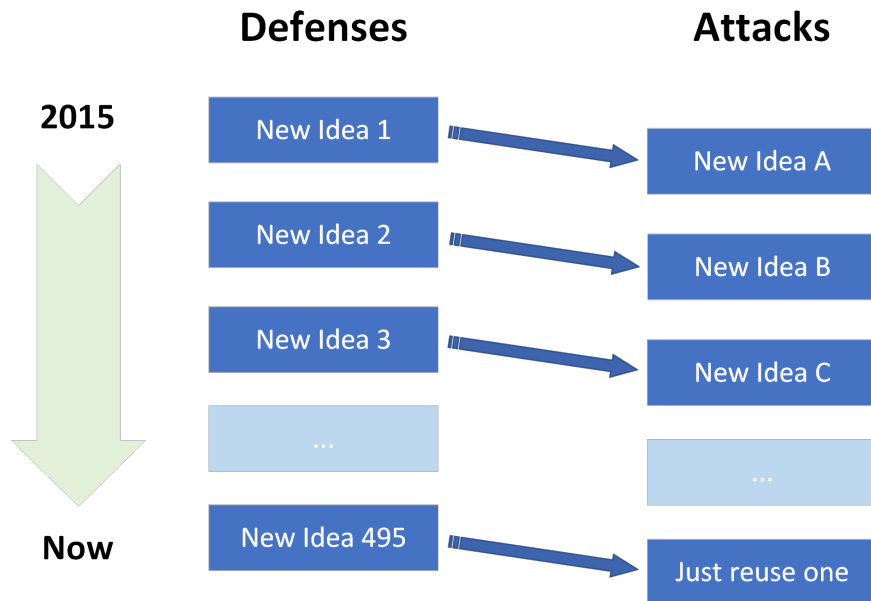 Defenses
Attacks
2015
New Idea 1
New Idea A
New Idea 2
New Idea B
New Idea 3
New Idea C
...
...
Now
New Idea 495
Just reuse one